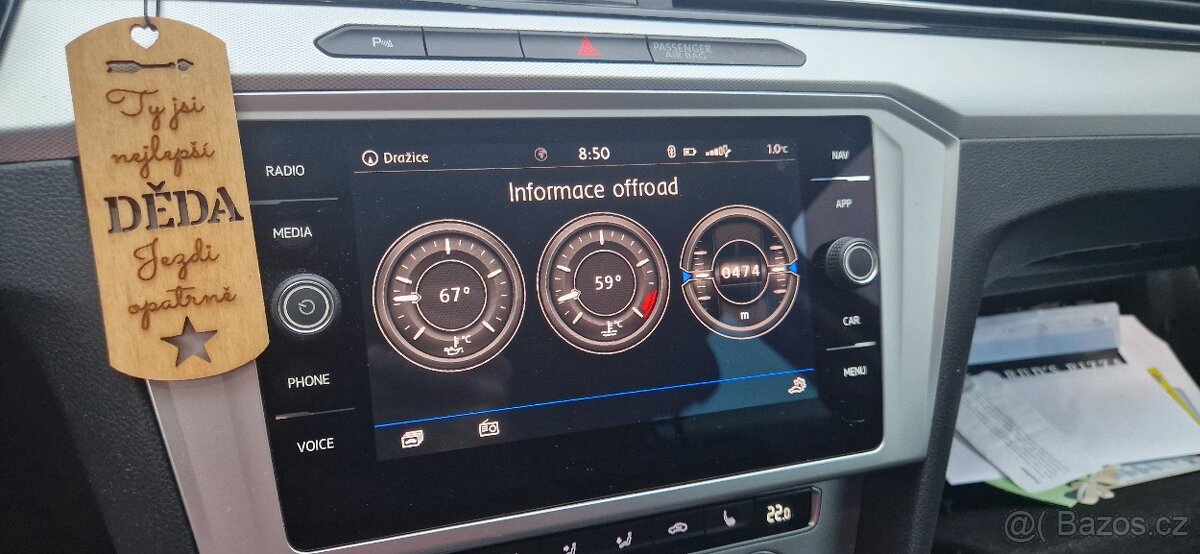 P
PASSENGER
AIR BAG
Ty jsi
nejlepší
DĚDA
Jezdi
opatrně
RADIO
MEDIA
PHONE
VOICE
Dražice
8:50
1.0°C
Informace offroad
67°
°C
59°
°C
0474
m
NAV
APP
CAR
MENU
22.0
@( Bazos.cz